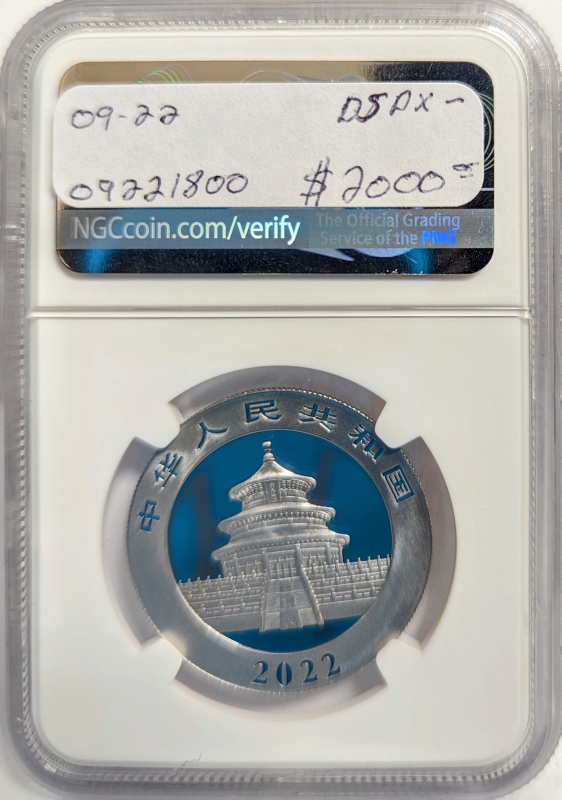 09-22 DSDX-
09221800 $2000
NGCcoin.com/verify The Official Grading
Service of the PNG
中华人民共和国
2022